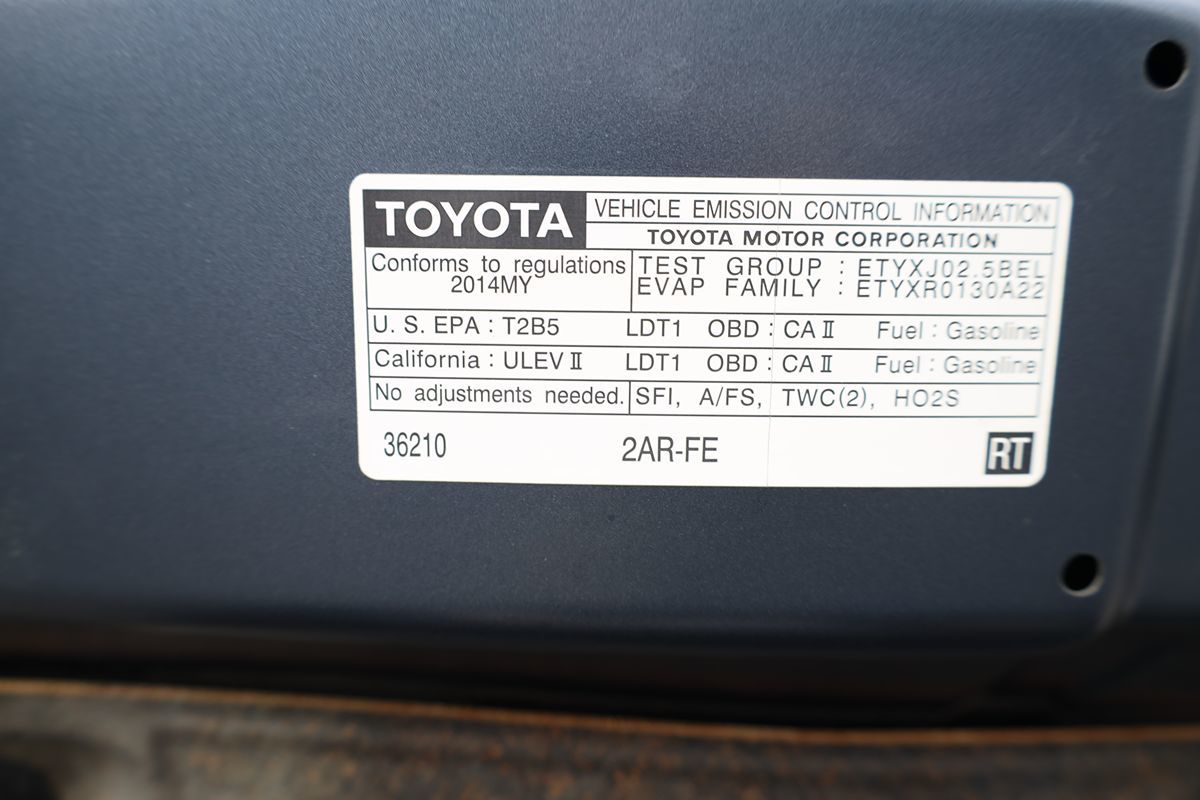 TOYOTA VEHICLE EMISSION CONTROL INFORMATION
TOYOTA MOTOR CORPORATION
Conforms to regulations
2014MY
TEST GROUP : ETYXJ02.5BEL
EVAP FAMILY : ETYXR0130A22
U. S. EPA : T2B5 LDT1 OBD : CA II Fuel : Gasoline
California : ULEV II LDT1 OBD : CA II Fuel : Gasoline
No adjustments needed. SFI, A/FS, TWC(2), HO2S
36210 2AR-FE RT